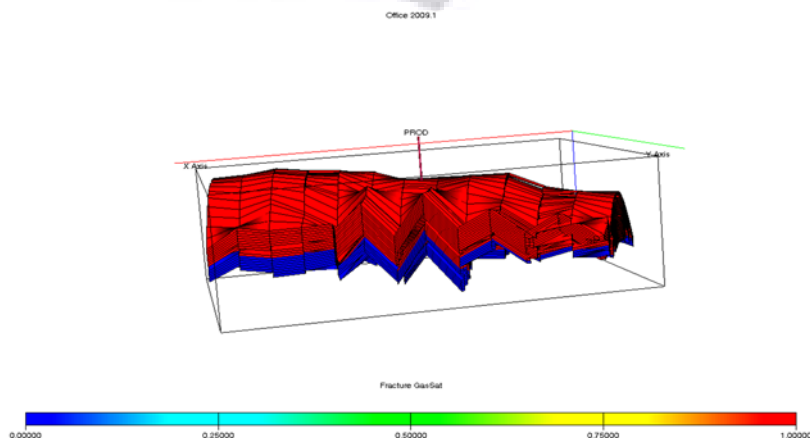 Office 2009.1
PROD
X Axis
Y Axis
Fracture GasSat
0.00000 0.25000 0.50000 0.75000 1.00000